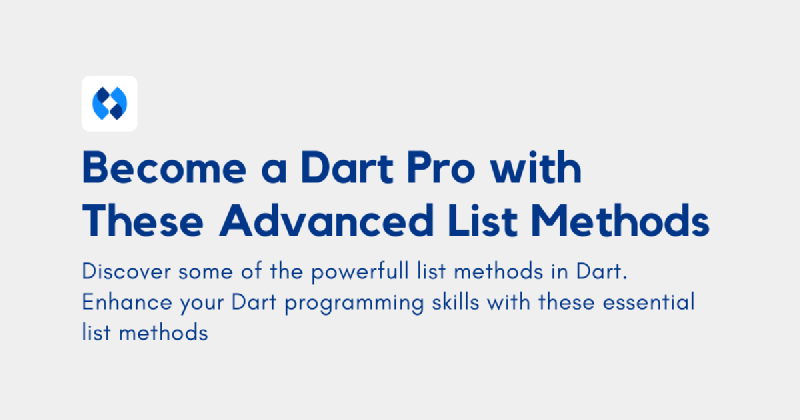 Become a Dart Pro with
These Advanced List Methods
Discover some of the powerfull list methods in Dart.
Enhance your Dart programming skills with these essential
list methods